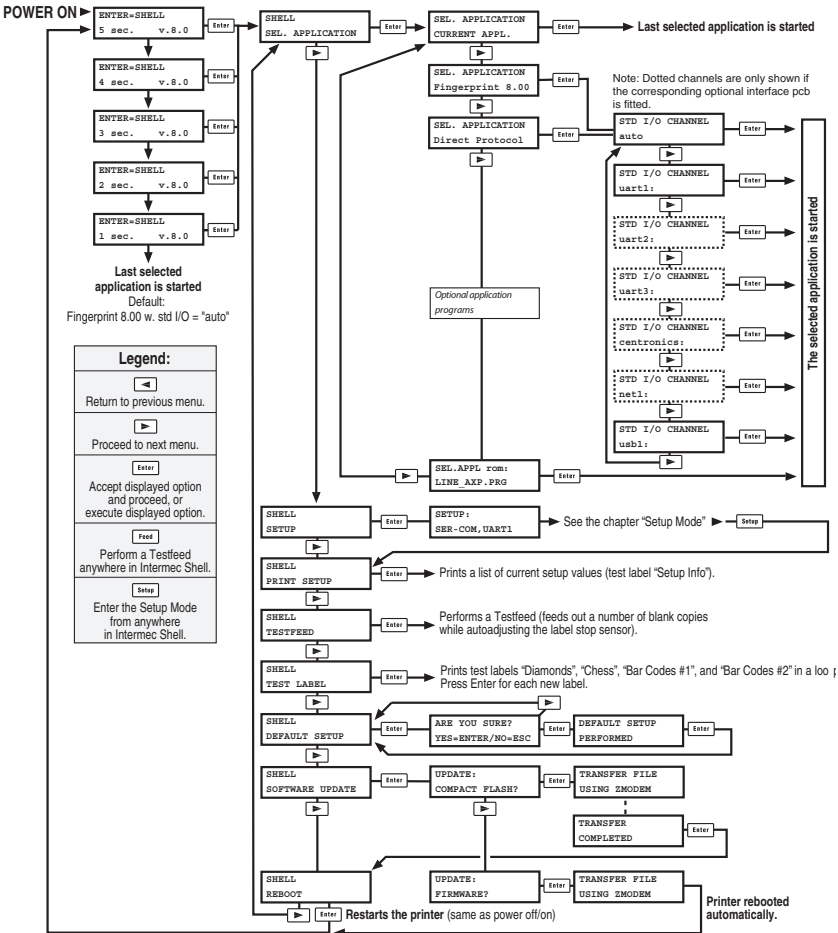 POWER ON
ENTER=SHELL
5 sec. v.8.0
Enter
ENTER=SHELL
4 sec. v.8.0
Enter
ENTER=SHELL
3 sec. v.8.0
Enter
ENTER=SHELL
2 sec. v.8.0
Enter
ENTER=SHELL
1 sec. v.8.0
Enter
Last selected
application is started
Default:
Fingerprint 8.00 w. std I/O = "auto"
Legend:
Return to previous menu.
Proceed to next menu.
Enter
Accept displayed option
and proceed, or
execute displayed option.
Feed
Perform a Testfeed
anywhere in Intermec Shell.
Setup
Enter the Setup Mode
from anywhere
in Intermec Shell.
SHELL
SEL. APPLICATION
Enter
SEL. APPLICATION
CURRENT APPL.
Enter
Last selected application is started
SEL. APPLICATION
Fingerprint 8.00
Enter
SEL. APPLICATION
Direct Protocol
Enter
Optional application
programs
SEL.APPL rom:
LINE_AXP.PRG
Enter
Note: Dotted channels are only shown if
the corresponding optional interface pcb
is fitted.
STD I/O CHANNEL
auto
Enter
STD I/O CHANNEL
uart1:
Enter
STD I/O CHANNEL
uart2:
Enter
STD I/O CHANNEL
uart3:
Enter
STD I/O CHANNEL
centronics:
Enter
STD I/O CHANNEL
net1:
Enter
STD I/O CHANNEL
usb1:
Enter
The selected application is started
SHELL
SETUP
Enter
SETUP:
SER-COM,UART1
See the chapter "Setup Mode"
Setup
SHELL
PRINT SETUP
Enter
Prints a list of current setup values (test label "Setup Info").
SHELL
TESTFEED
Enter
Performs a Testfeed (feeds out a number of blank copies
while autoadjusting the label stop sensor).
SHELL
TEST LABEL
Enter
Prints test labels "Diamonds", "Chess", "Bar Codes #1", and "Bar Codes #2" in a loo p
Press Enter for each new label.
SHELL
DEFAULT SETUP
Enter
ARE YOU SURE?
YES=ENTER/NO=ESC
Enter
DEFAULT SETUP
PERFORMED
Enter
SHELL
SOFTWARE UPDATE
Enter
UPDATE:
COMPACT FLASH?
Enter
TRANSFER FILE
USING ZMODEM
TRANSFER
COMPLETED
Enter
SHELL
REBOOT
Enter
Restarts the printer (same as power off/on)
UPDATE:
FIRMWARE?
Enter
TRANSFER FILE
USING ZMODEM
Printer rebooted
automatically.